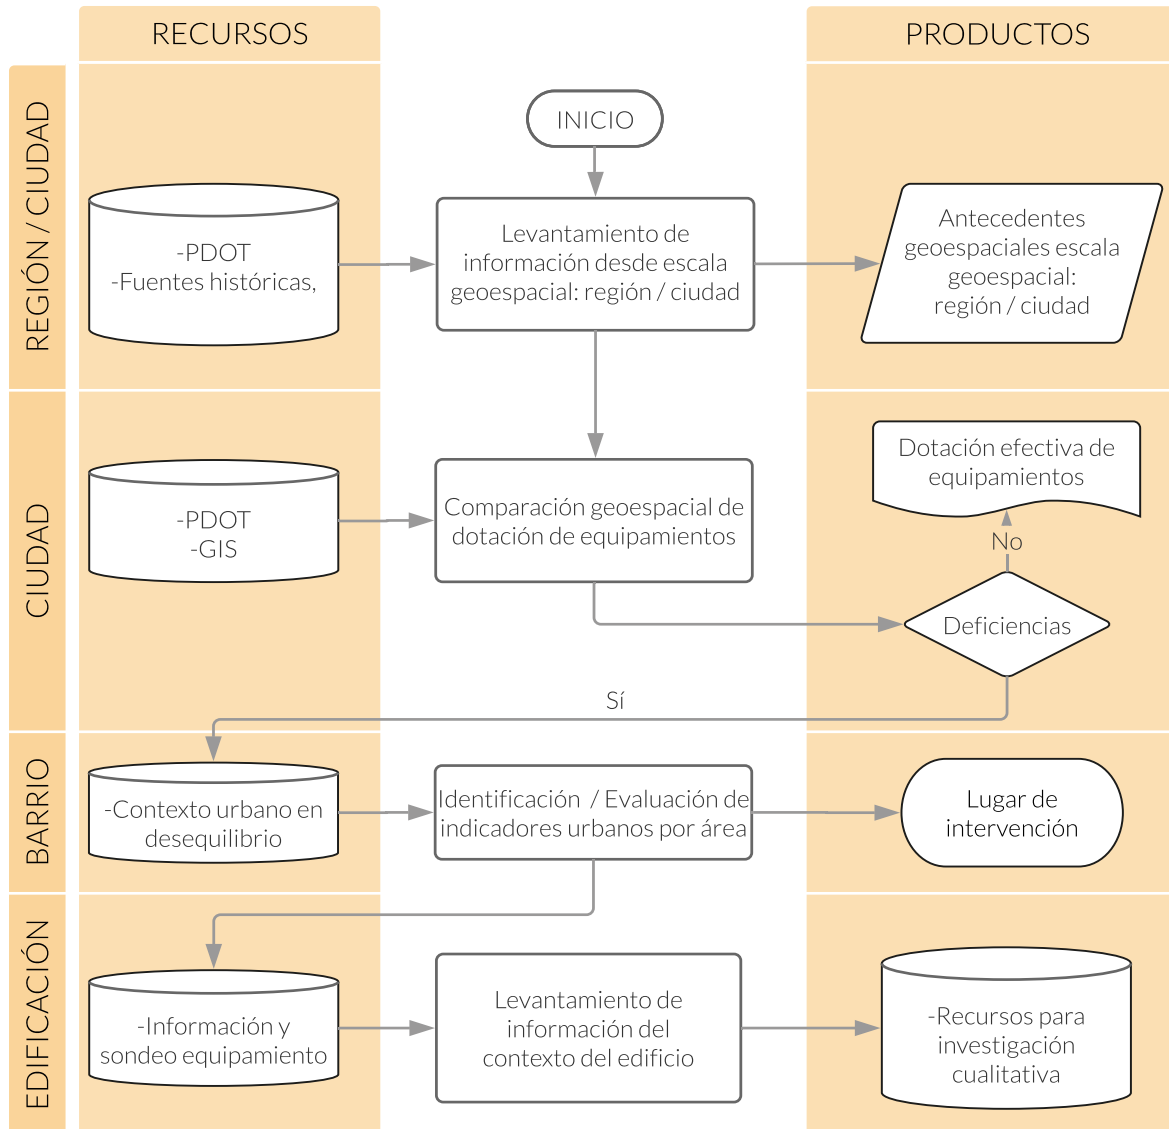 RECURSOS
PRODUCTOS
REGIÓN / CIUDAD
INICIO
-PDOT
-Fuentes históricas,
Levantamiento de
información desde escala
geoespacial: región / ciudad
Antecedentes
geoespaciales escala
geoespacial:
región / ciudad
CIUDAD
-PDOT
-GIS
Comparación geoespacial de
dotación de equipamientos
Dotación efectiva de
equipamientos
No
Deficiencias
Sí
BARRIO
-Contexto urbano en
desequilibrio
Identificación / Evaluación de
indicadores urbanos por área
Lugar de
intervención
EDIFICACIÓN
-Información y
sondeo equipamiento
Levantamiento de
información del
contexto del edificio
-Recursos para
investigación
cualitativa